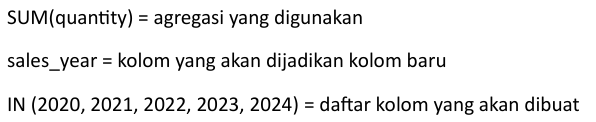 SUM(quantity) = agregasi yang digunakan
sales_year = kolom yang akan dijadikan kolom baru
IN (2020, 2021, 2022, 2023, 2024) = daftar kolom yang akan dibuat